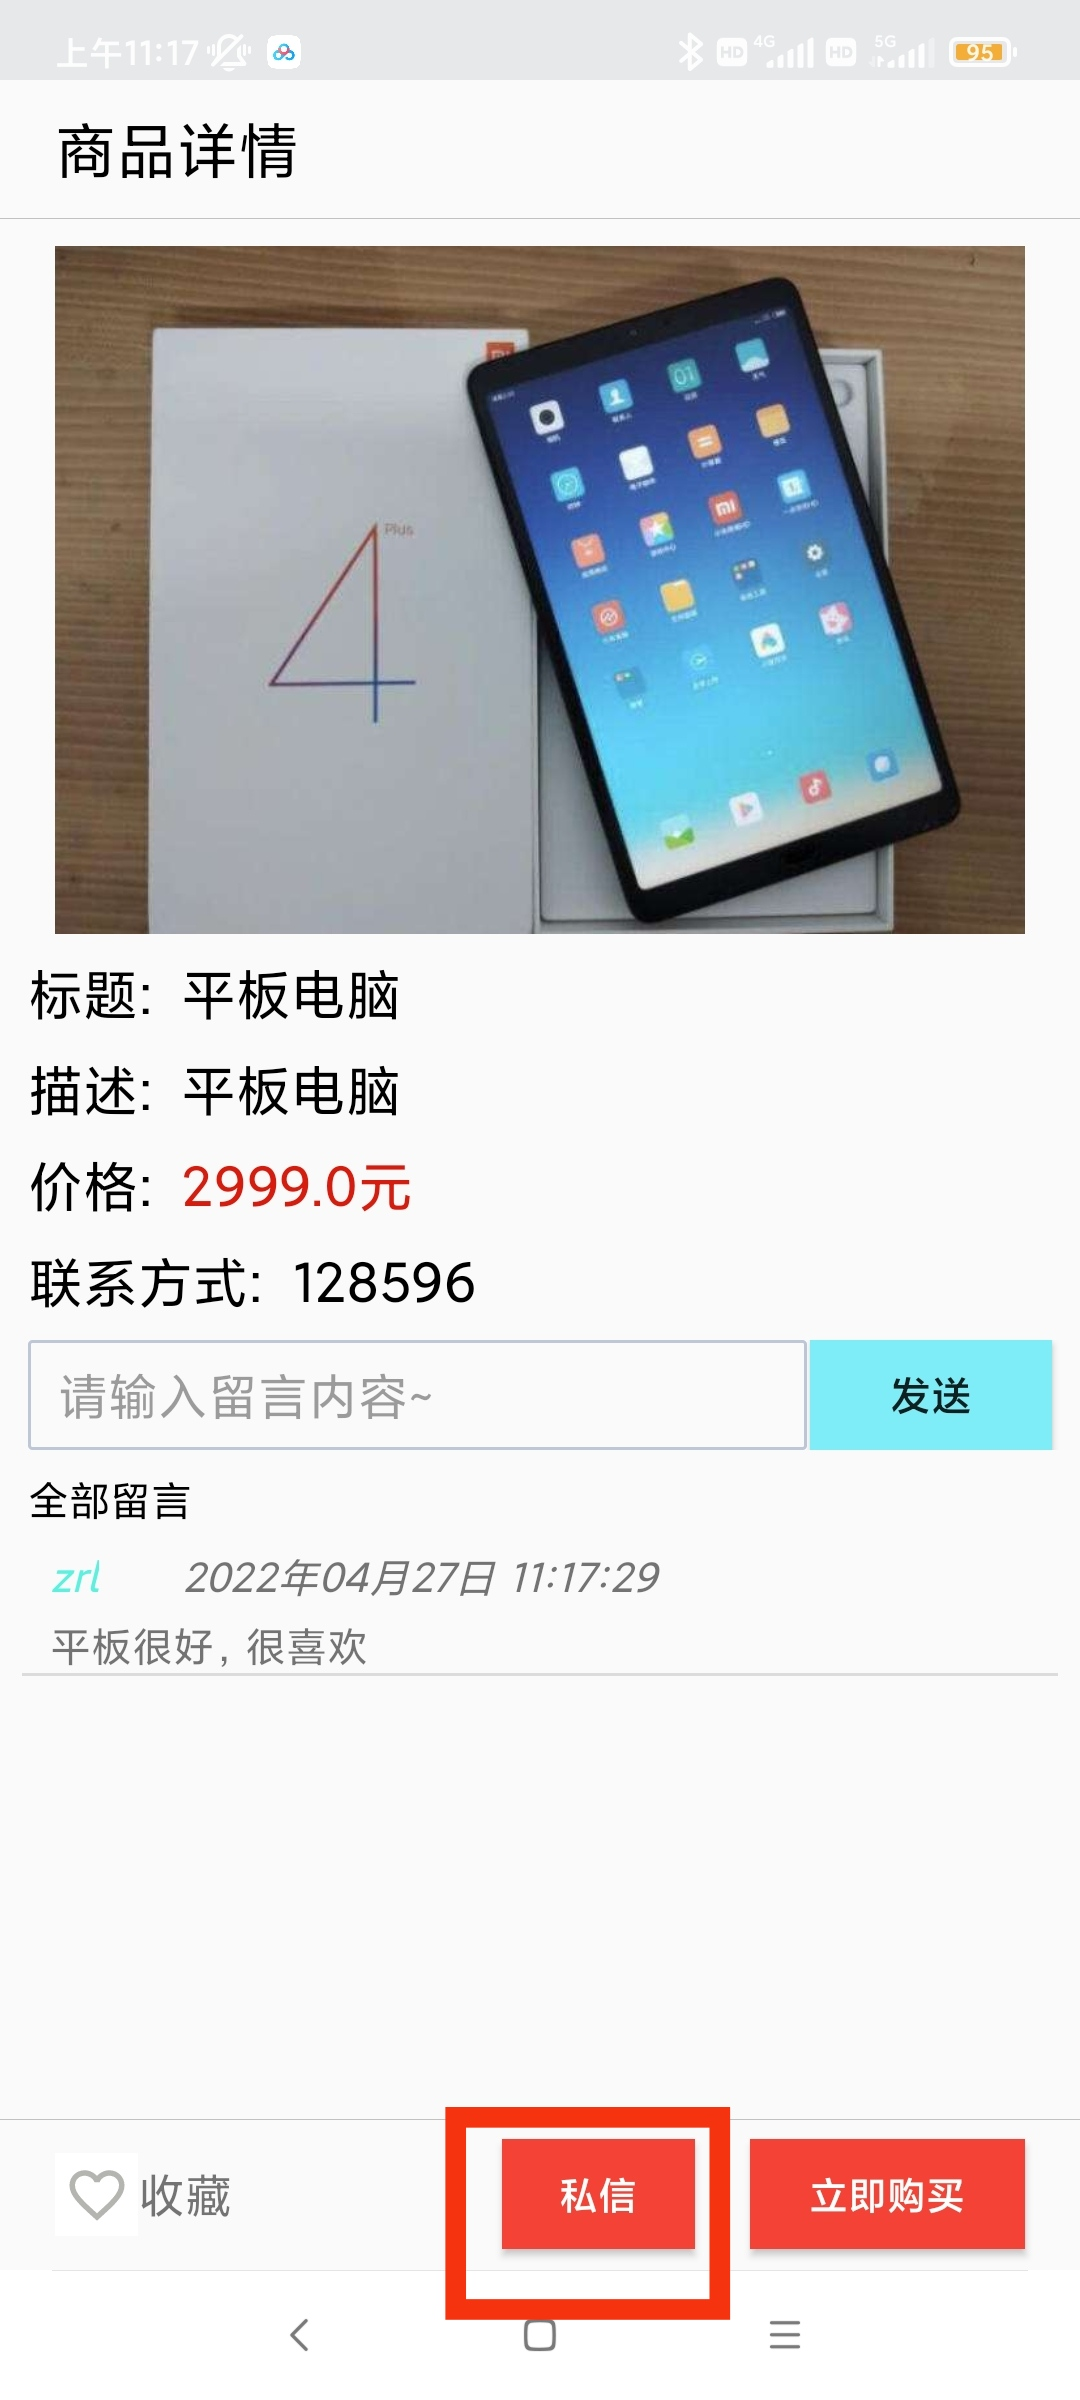 上午11:17
HD 4G HD 5G 95
商品详情
Plus
标题: 平板电脑
描述: 平板电脑
价格: 2999.0元
联系方式: 128596
请输入留言内容~
发送
全部留言
zrl 2022年04月27日 11:17:29
平板很好, 很喜欢
收藏
私信
立即购买